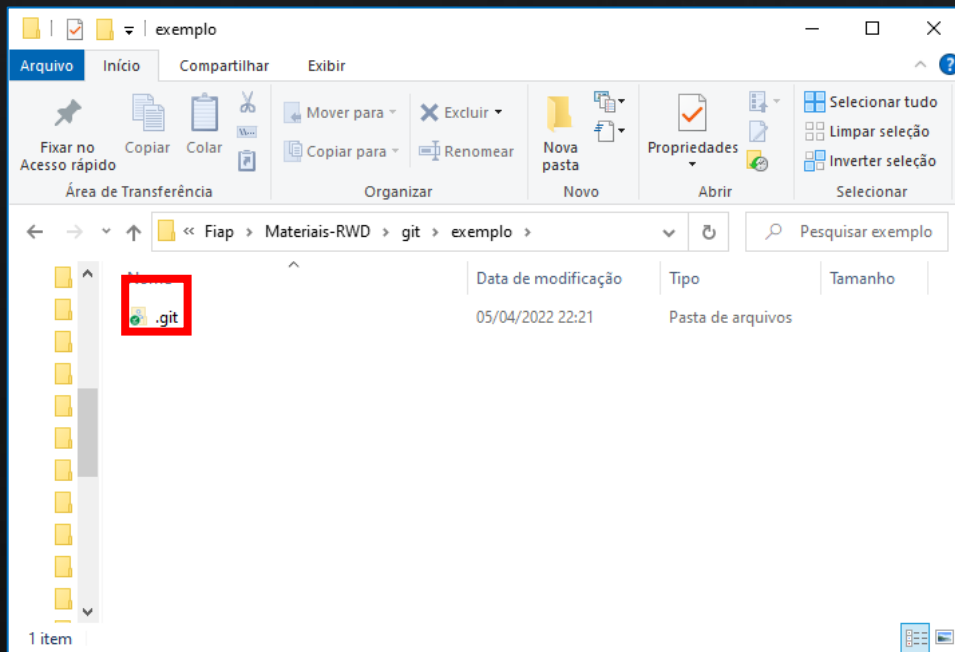 exemplo
Arquivo Início Compartilhar Exibir
Fixar no Acesso rápido
Copiar
Colar
Área de Transferência
Mover para
Copiar para
Excluir
Renomear
Organizar
Nova pasta
Novo
Propriedades
Abrir
Selecionar tudo
Limpar seleção
Inverter seleção
Selecionar
« Fiap > Materiais-RWD > git > exemplo >
Pesquisar exemplo
Data de modificação Tipo Tamanho
.git 05/04/2022 22:21 Pasta de arquivos
1 item